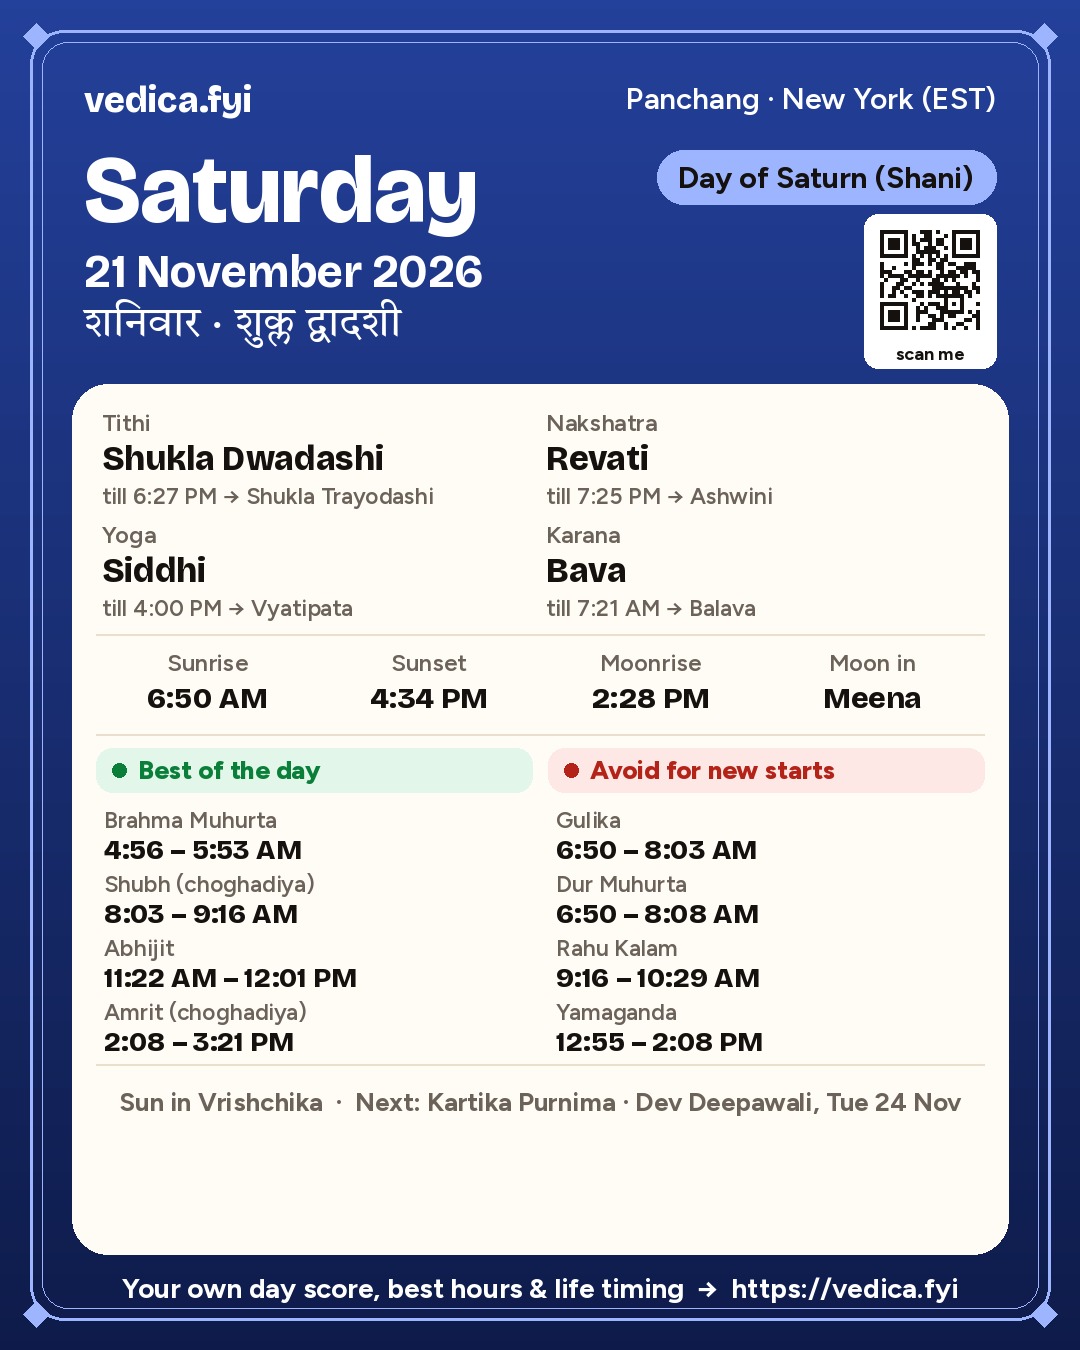 vedica.fyi
Panchang · New York (EST)
Saturday
Day of Saturn (Shani)
21 November 2026
शनिवार · शुक्ल द्वादशी
scan me
Tithi
Shukla Dwadashi
till 6:27 PM → Shukla Trayodashi
Nakshatra
Revati
till 7:25 PM → Ashwini
Yoga
Siddhi
till 4:00 PM → Vyatipata
Karana
Bava
till 7:21 AM → Balava
Sunrise
6:50 AM
Sunset
4:34 PM
Moonrise
2:28 PM
Moon in
Meena
Best of the day
Brahma Muhurta
4:56 – 5:53 AM
Shubh (choghadiya)
8:03 – 9:16 AM
Abhijit
11:22 AM – 12:01 PM
Amrit (choghadiya)
2:08 – 3:21 PM
Avoid for new starts
Gulika
6:50 – 8:03 AM
Dur Muhurta
6:50 – 8:08 AM
Rahu Kalam
9:16 – 10:29 AM
Yamaganda
12:55 – 2:08 PM
Sun in Vrishchika · Next: Kartika Purnima · Dev Deepawali, Tue 24 Nov
Your own day score, best hours & life timing → https://vedica.fyi